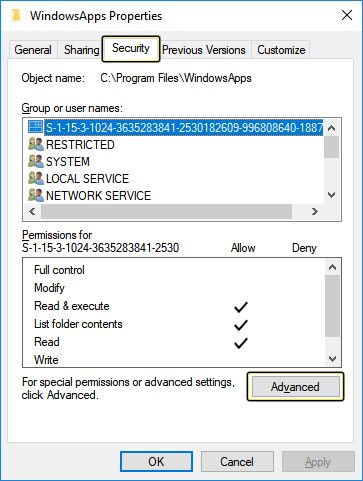 WindowsApps Properties
General Sharing Security Previous Versions Customize
Object name: C:\Program Files\WindowsApps
Group or user names:
S-1-15-3-1024-3635283841-2530182609-996808640-1887
RESTRICTED
SYSTEM
LOCAL SERVICE
NETWORK SERVICE
Permissions for
S-1-15-3-1024-3635283841-2530 Allow Deny
Full control
Modify
Read & execute
List folder contents
Read
Write
For special permissions or advanced settings,
click Advanced.
Advanced
OK Cancel Apply